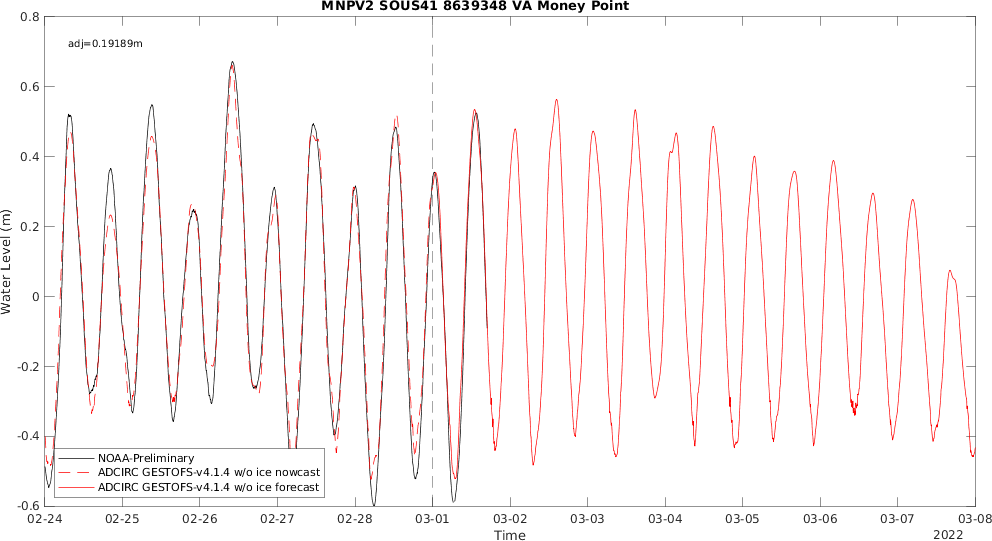 MNPV2 SOUS41 8639348 VA Money Point
adj=0.19189m
0.8
0.6
0.4
0.2
0
-0.2
-0.4
-0.6
Water Level (m)
NOAA-Preliminary
ADCIRC GESTOFS-v4.1.4 w/o ice nowcast
ADCIRC GESTOFS-v4.1.4 w/o ice forecast
02-24 02-25 02-26 02-27 02-28 03-01 03-02 03-03 03-04 03-05 03-06 03-07 03-08
Time
2022